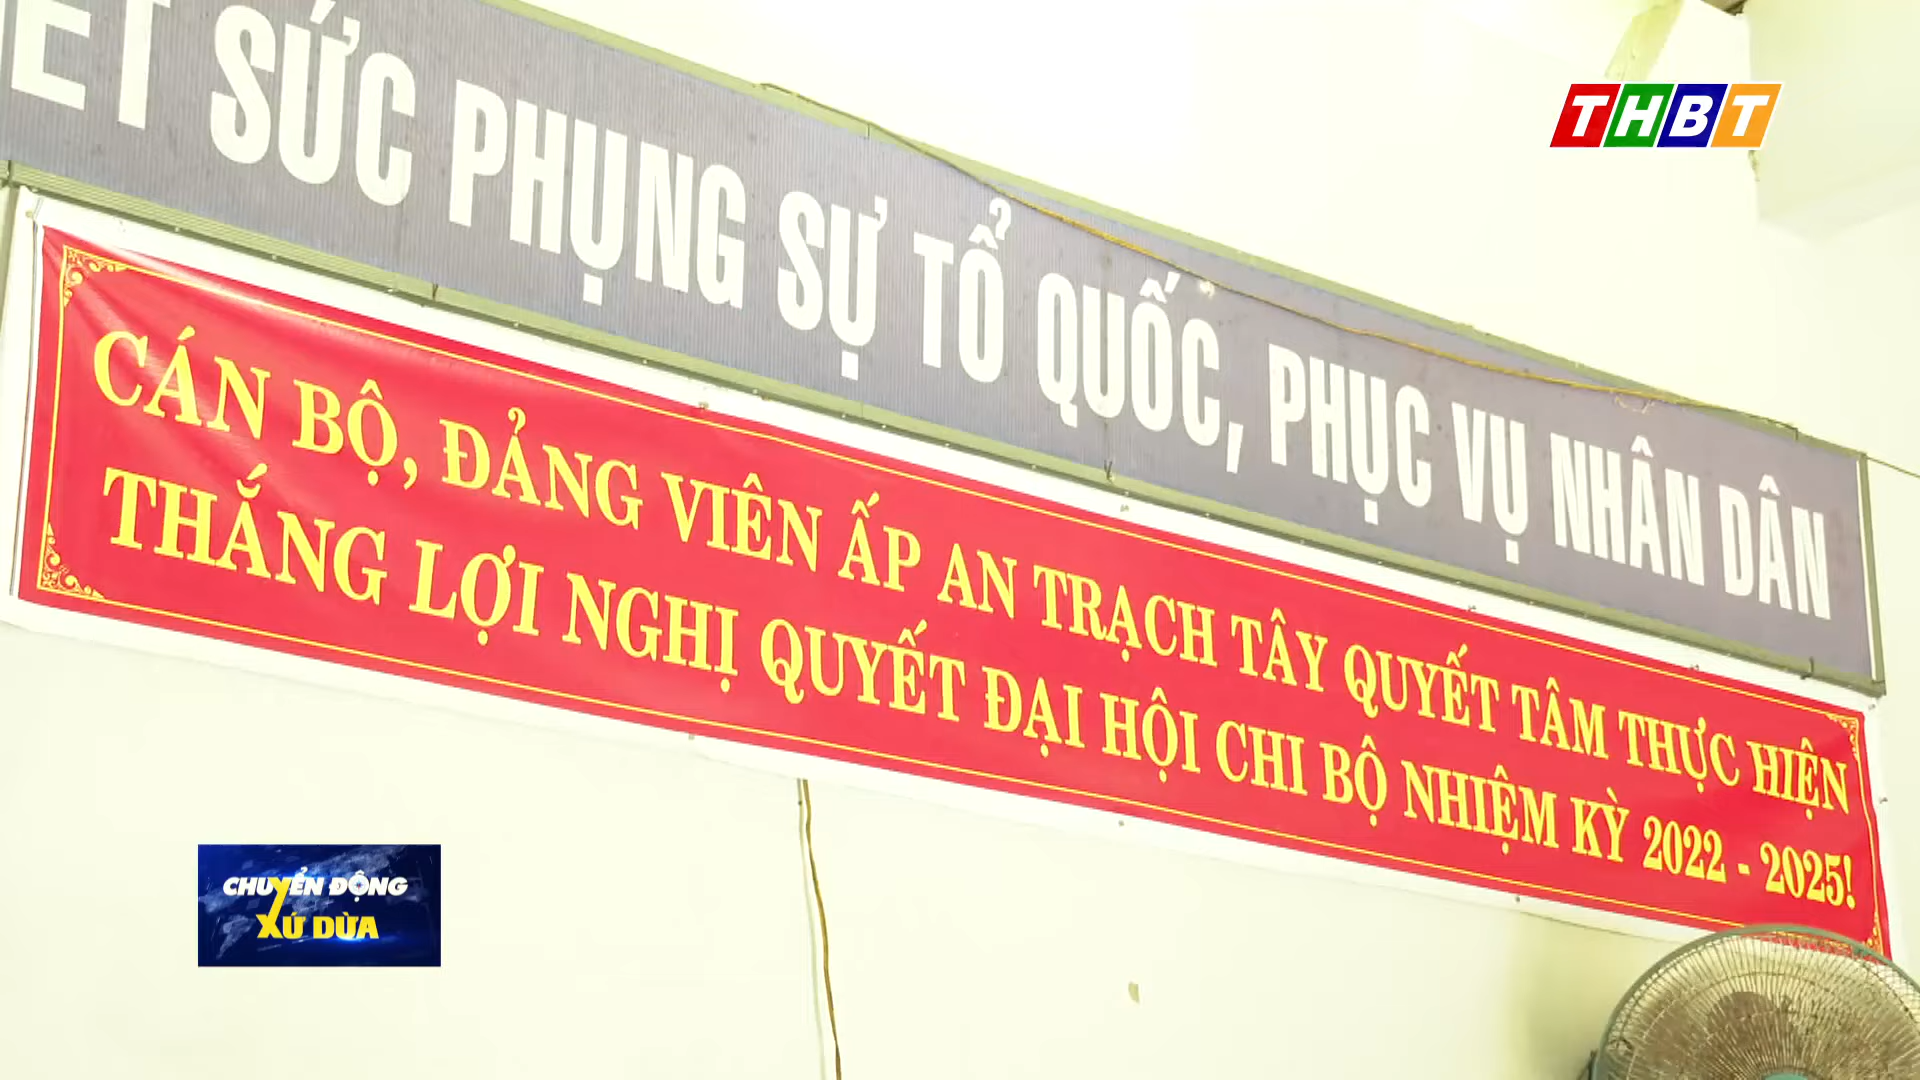 ẾT SỨC PHỤNG SỰ TỔ QUỐC, PHỤC VỤ NHÂN DÂN
THBT
CÁN BỘ, ĐẢNG VIÊN ẤP AN TRẠCH TÂY QUYẾT TÂM THỰC HIỆN
THẮNG LỢI NGHỊ QUYẾT ĐẠI HỘI CHI BỘ NHIỆM KỲ 2022 - 2025!
CHUYỂN ĐỘNG
XỨ DỪA